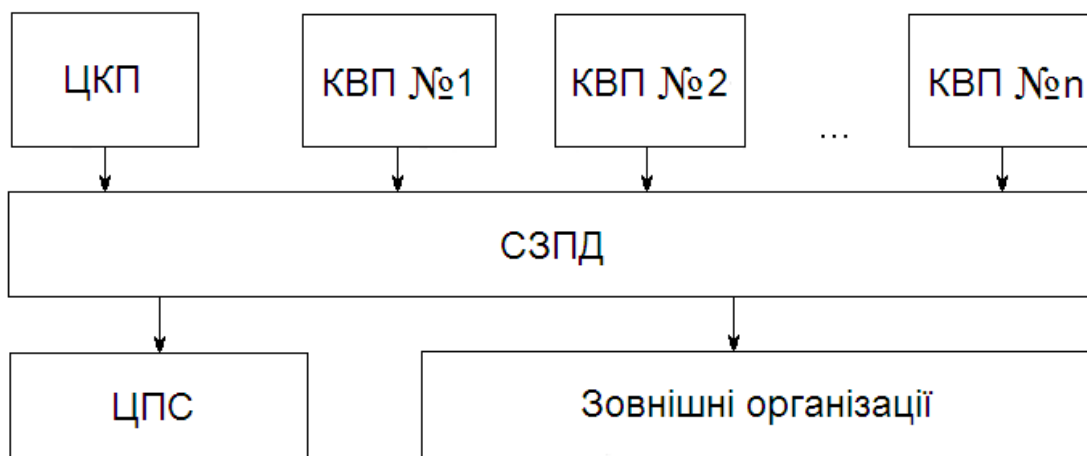 ЦКП
КВП №1
КВП №2
...
КВП №n
СЗПД
ЦПС
Зовнішні організації